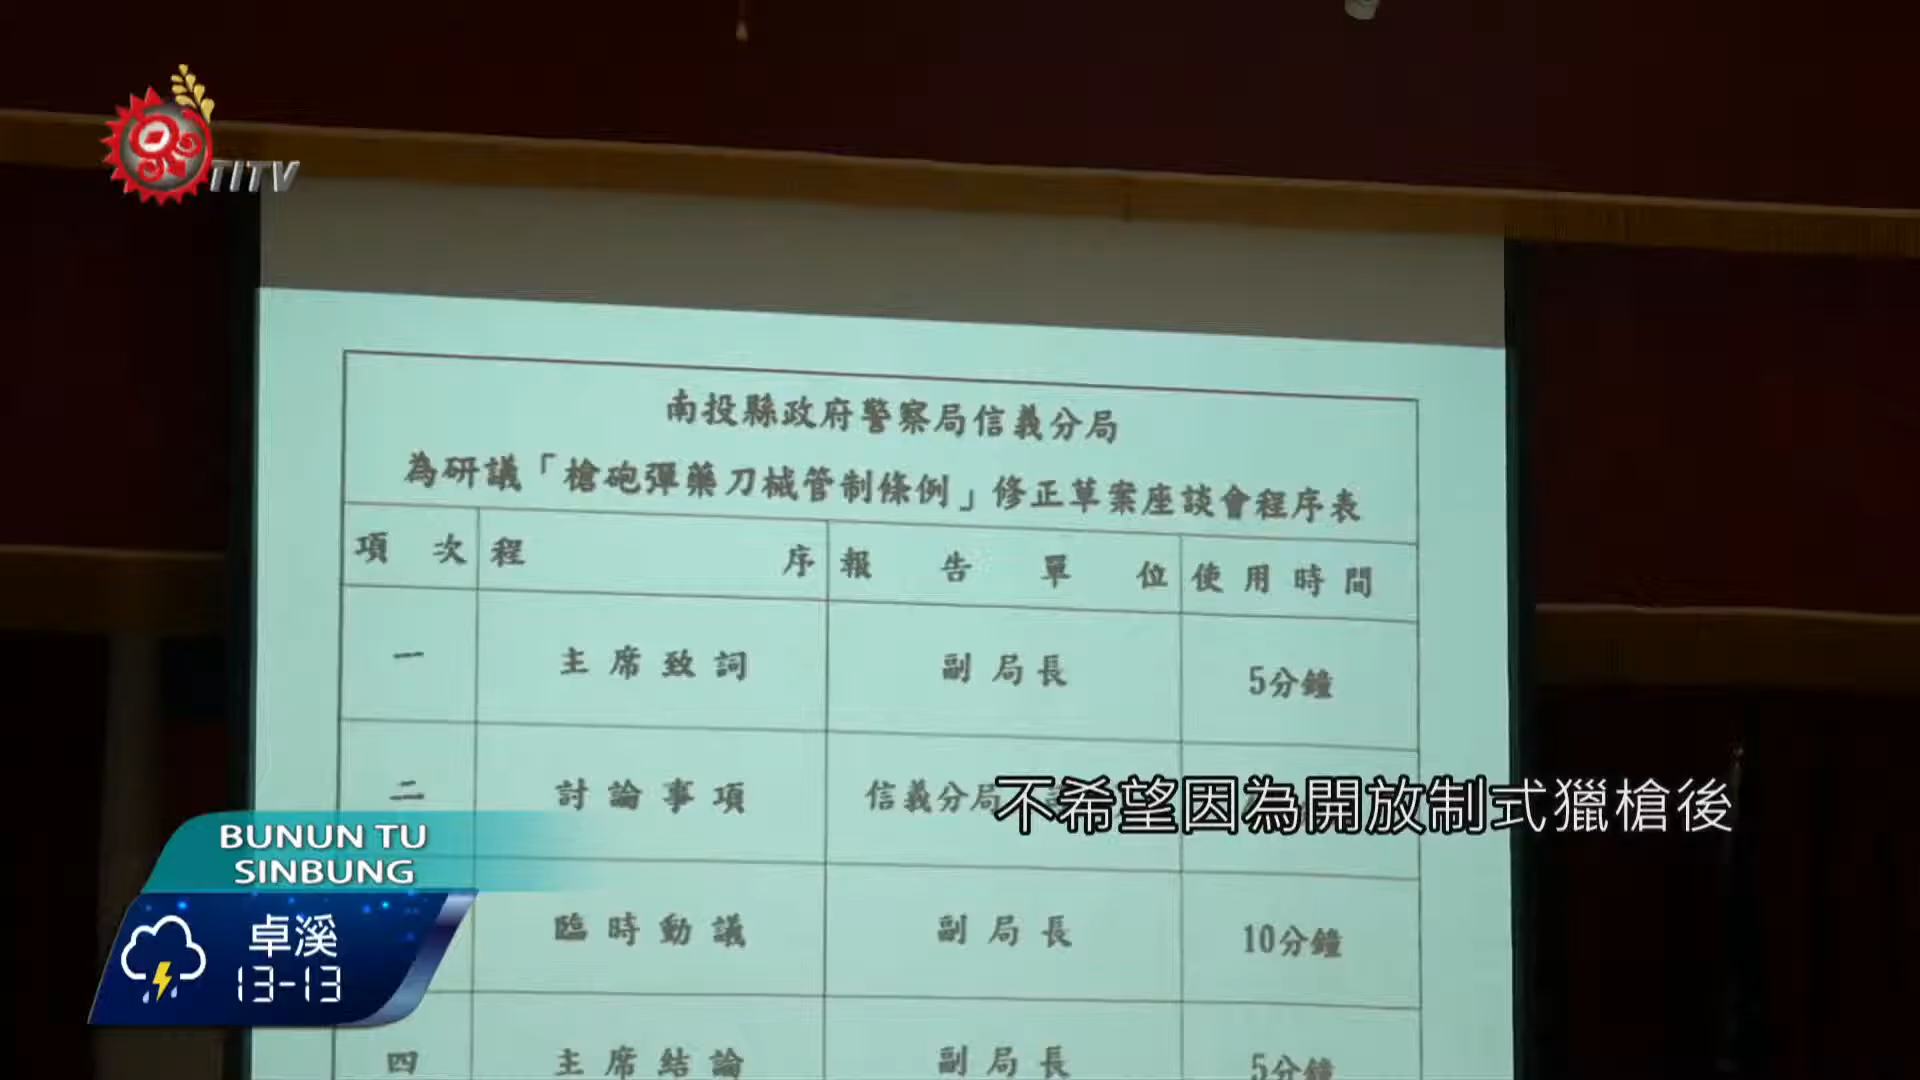 TITV
南投縣政府警察局信義分局
為研議「槍砲彈藥刀械管制條例」修正草案座談會程序表
項次 程序 報告單位 使用時間
一 主席致詞 副局長 5分鐘
二 討論事項 信義分局
不希望因為開放制式獵槍後
臨時動議 副局長 10分鐘
四 主席結論 副局長 5分鐘
BUNUN TU
SINBUNG
卓溪
13-13